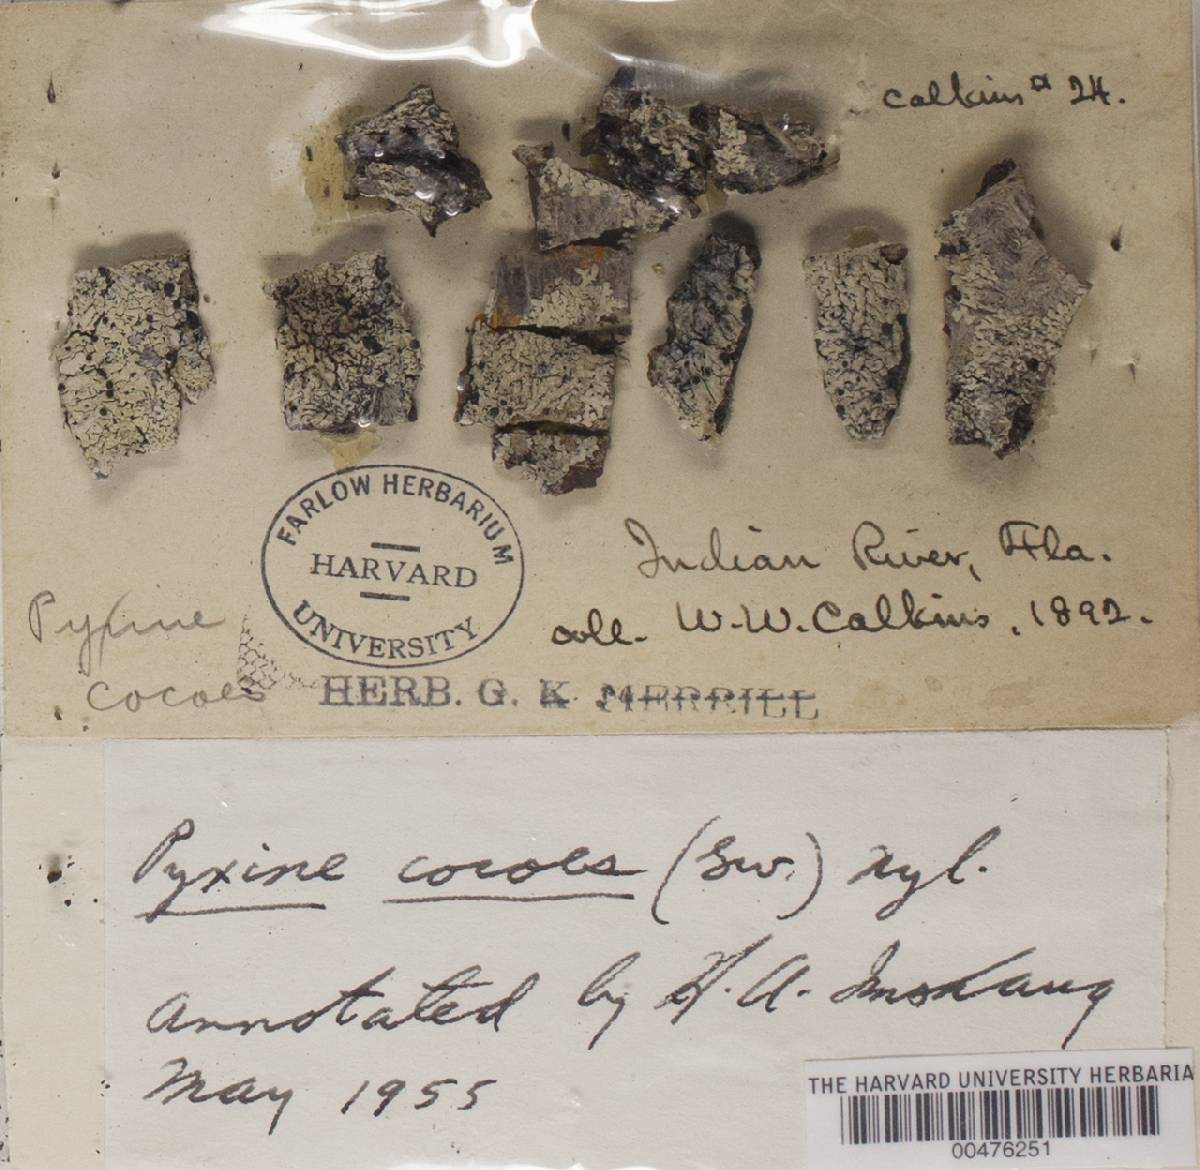 Calkins # 24.
FARLOW HERBARIUM
HARVARD
UNIVERSITY
Indian River, Fla.
coll. W. W. Calkins, 1892.
Pyxine
cocoes
HERB. G. K. MERRILL
Pyxine cocoes (Sw.) Nyl.
Annotated by H. A. Imshaug
May 1955
THE HARVARD UNIVERSITY HERBARIA
00476251